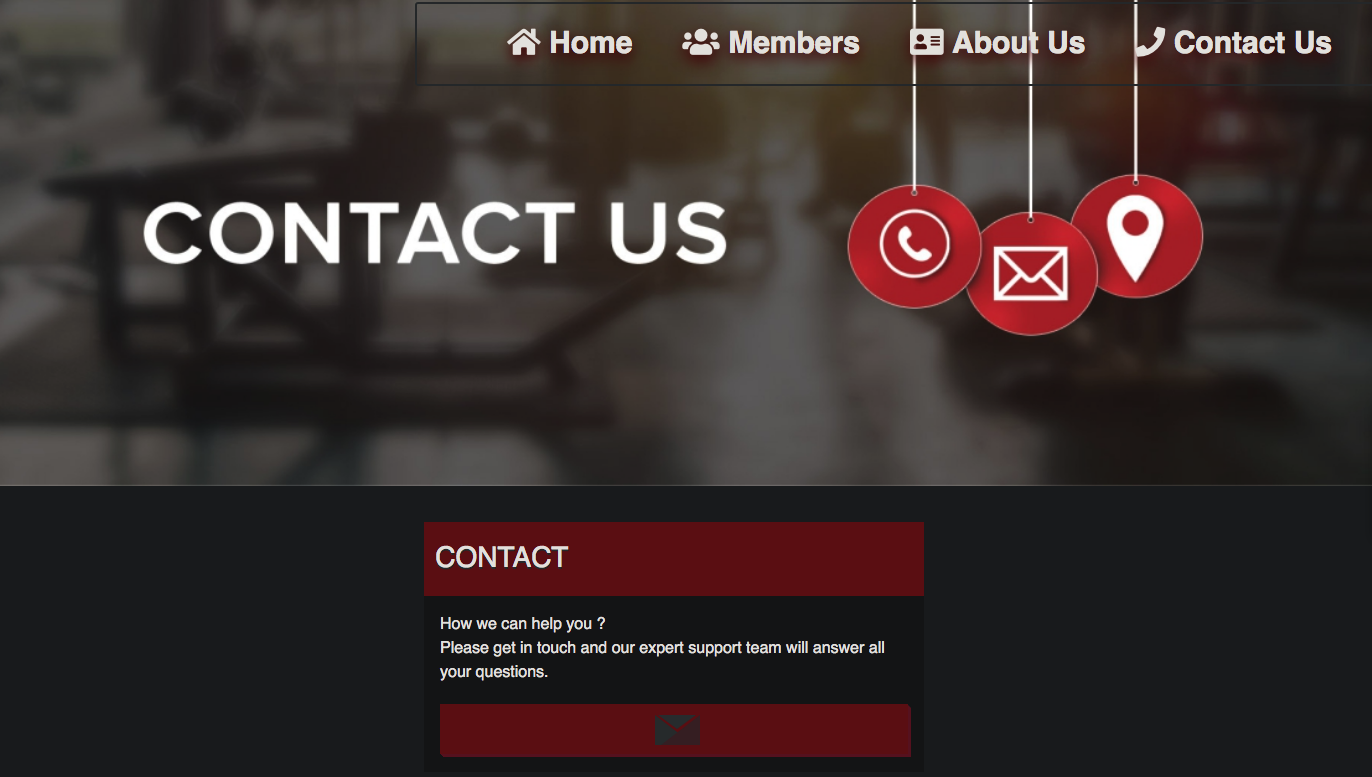 Home Members About Us Contact Us
CONTACT US
CONTACT
How we can help you ?
Please get in touch and our expert support team will answer all
your questions.